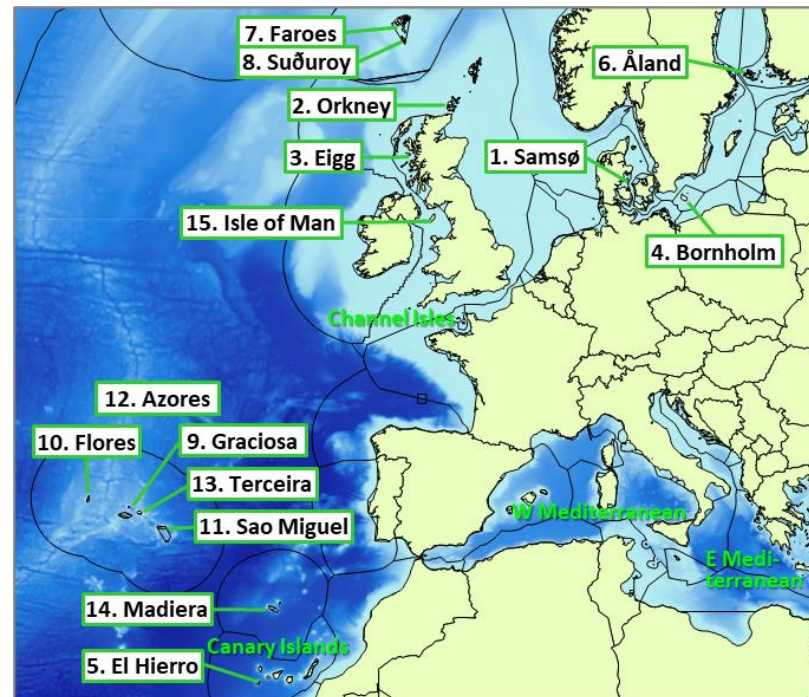 7. Faroes
8. Suðuroy
6. Åland
2. Orkney
3. Eigg
1. Samsø
15. Isle of Man
4. Bornholm
Channel Isles
12. Azores
10. Flores
9. Graciosa
13. Terceira
11. Sao Miguel
W Mediterranean
E Medi-
terranean
14. Madiera
Canary Islands
5. El Hierro